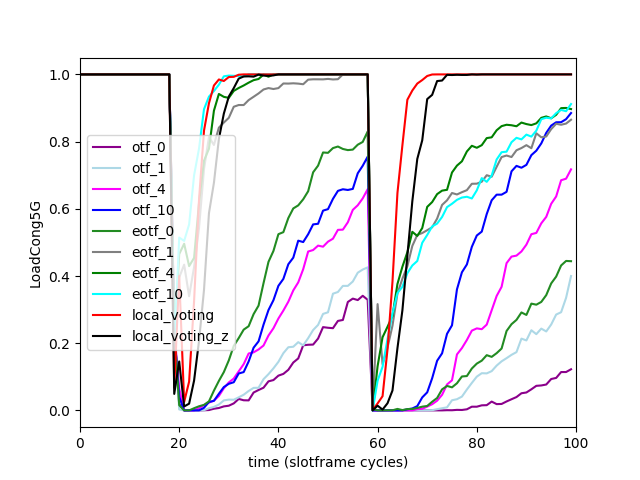 1.0
0.8
0.6
0.4
0.2
0.0
LoadCong5G
otf_0
otf_1
otf_4
otf_10
eotf_0
eotf_1
eotf_4
eotf_10
local_voting
local_voting_z
0 20 40 60 80 100
time (slotframe cycles)